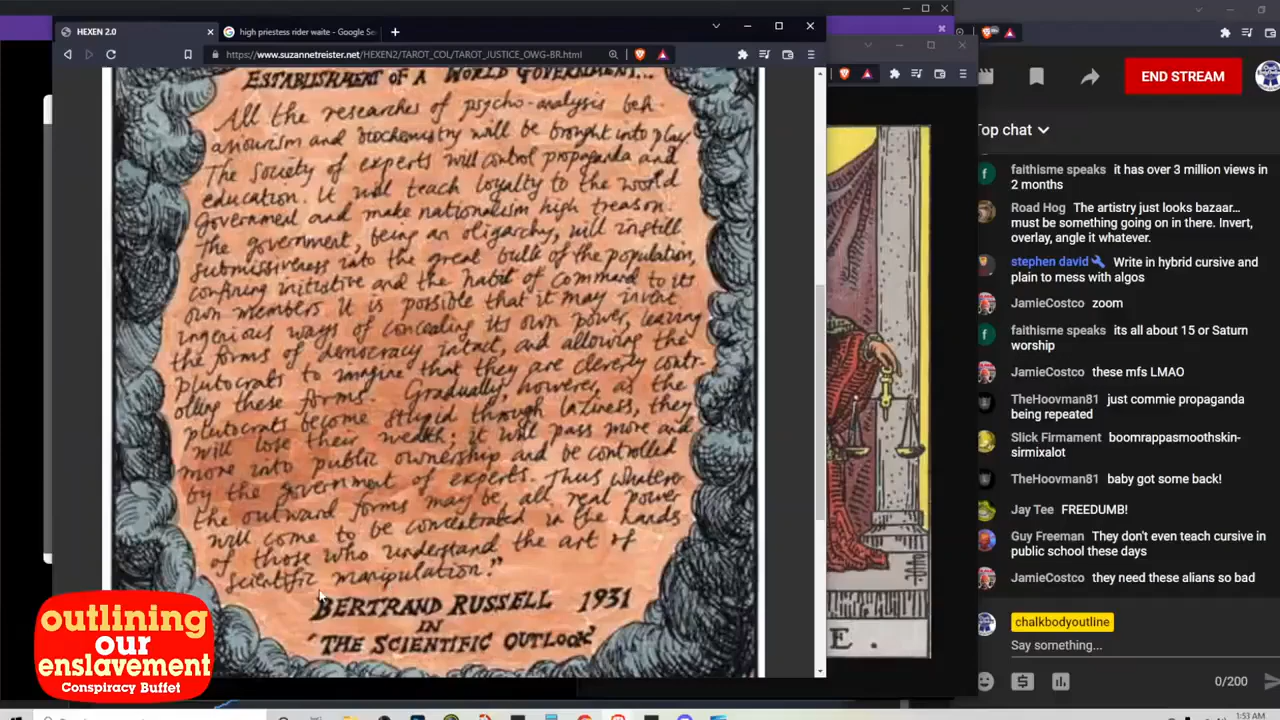 HEXEN 2.0
high priestess rider waite - Google Se
https://www.suzannetreister.net/HEXEN2/TAROT_COL/TAROT_JUSTICE_OWG-BR.html
ESTABLISHMENT OF A WORLD GOVERNMENT...
All the researches of psycho-analysis beh-
aviourism and biochemistry will be brought into play
The society of experts will control propaganda and
education. It will teach loyalty to the world
government and make nationalism high treason.
The government, being an oligarchy, will instill
submissiveness into the great bulk of the population,
confining initiative and the habit of command to its
own members. It is possible that it may invent
ingenious ways of concealing its own power, leaving
the forms of democracy intact, and allowing the
plutocrats to imagine that they are cleverly contr-
olling these forms. Gradually, however, as the
plutocrats become stupid through laziness, they
will lose their wealth; it will pass more and
more into public ownership and be controlled
by the government of experts. Thus whatever
the outward forms may be, all real power
will come to be concentrated in the hands
of those who understand the art of
scientific manipulation."
BERTRAND RUSSELL 1931
IN
'THE SCIENTIFIC OUTLOOK'
E.
outlining
our
enslavement
Conspiracy Buffet
END STREAM
Top chat
faithisme speaks it has over 3 million views in
2 months
Road Hog The artistry just looks bazaar...
must be something going on in there. Invert,
overlay, angle it whatever.
stephen david Write in hybrid cursive and
plain to mess with algos
JamieCostco zoom
faithisme speaks its all about 15 or Saturn
worship
JamieCostco these mfs LMAO
TheHoovman81 just commie propaganda
being repeated
Slick Firmament boomrappasmoothskin-
sirmixalot
TheHoovman81 baby got some back!
Jay Tee FREEDUMB!
Guy Freeman They don't even teach cursive in
public school these days
JamieCostco they need these alians so bad
chalkbodyoutline
Say something...
0/200
1:53 AM